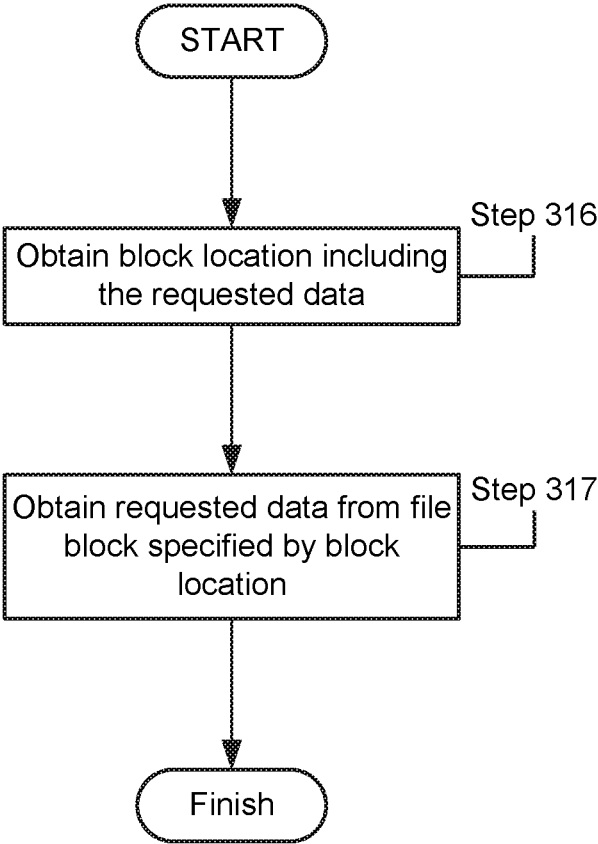 START
Step 316
Obtain block location including
the requested data
Step 317
Obtain requested data from file
block specified by block
location
Finish